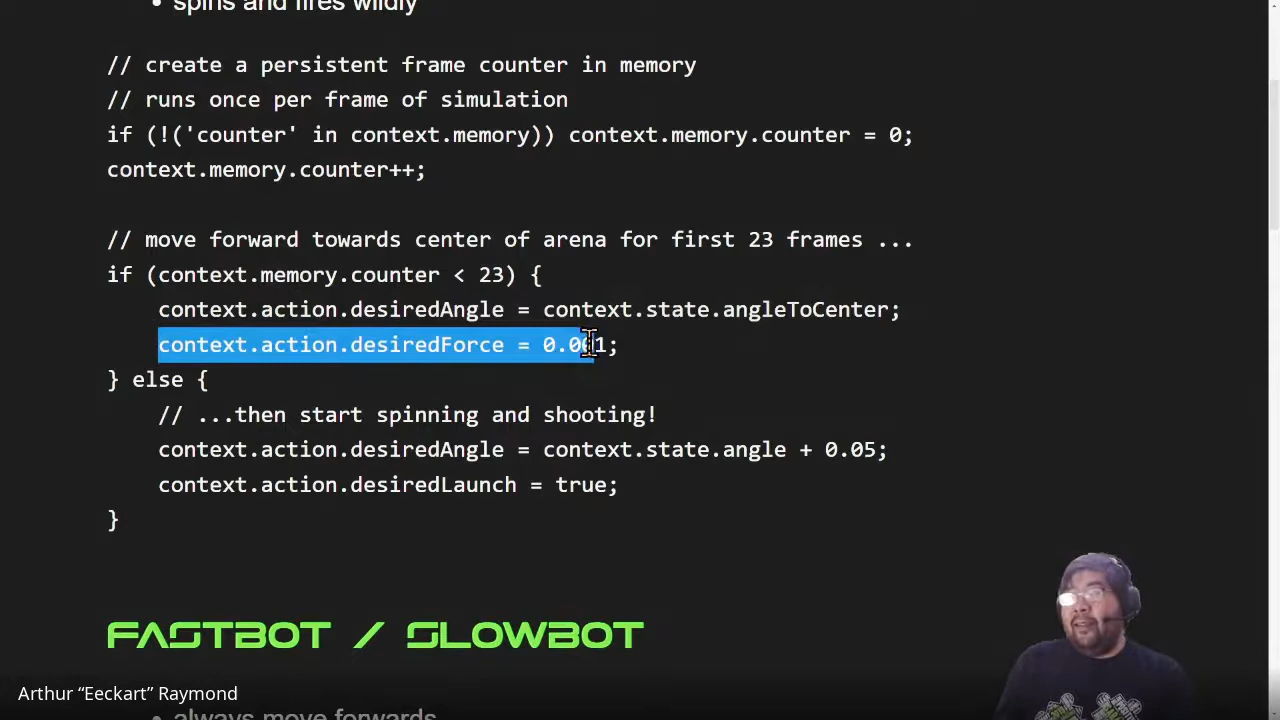 • spins and fires wildly
// create a persistent frame counter in memory
// runs once per frame of simulation
if (!('counter' in context.memory)) context.memory.counter = 0;
context.memory.counter++;
// move forward towards center of arena for first 23 frames ...
if (context.memory.counter < 23) {
context.action.desiredAngle = context.state.angleToCenter;
context.action.desiredForce = 0.001;
} else {
// ...then start spinning and shooting!
context.action.desiredAngle = context.state.angle + 0.05;
context.action.desiredLaunch = true;
}
FASTBOT / SLOWBOT
Arthur “Eeckart” Raymond
• always move forwards